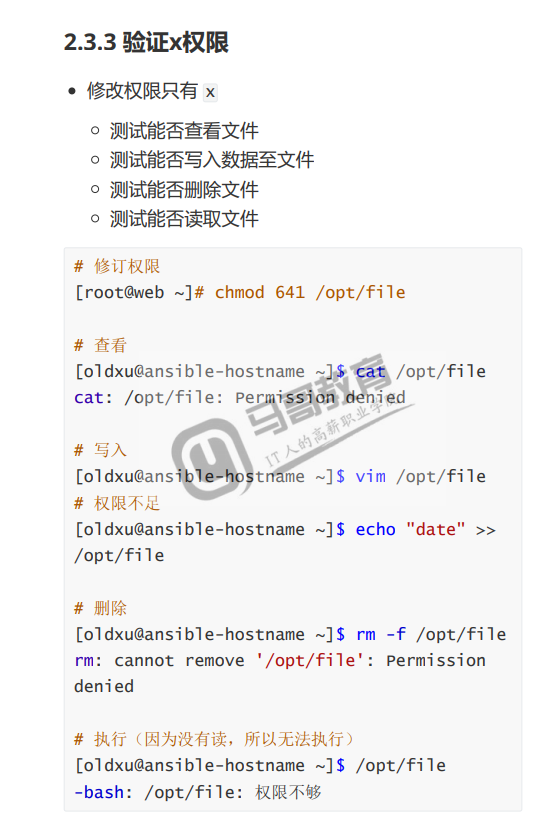 2.3.3 验证x权限
修改权限只有 x
测试能否查看文件
测试能否写入数据至文件
测试能否删除文件
测试能否读取文件
# 修订权限
[root@web ~]# chmod 641 /opt/file
# 查看
[oldxu@ansible-hostname ~]$ cat /opt/file
cat: /opt/file: Permission denied
马哥教育
IT人的高薪职业学院
# 写入
[oldxu@ansible-hostname ~]$ vim /opt/file
# 权限不足
[oldxu@ansible-hostname ~]$ echo "date" >>
/opt/file
# 删除
[oldxu@ansible-hostname ~]$ rm -f /opt/file
rm: cannot remove '/opt/file': Permission
denied
# 执行（因为没有读，所以无法执行）
[oldxu@ansible-hostname ~]$ /opt/file
-bash: /opt/file: 权限不够